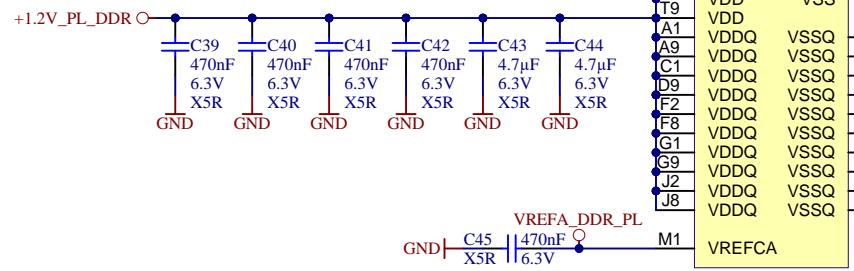 VDD VSS
+1.2V_PL_DDR T9 VDD
A1 VDDQ VSSQ
C39 C40 C41 C42 C43 C44 A9 VDDQ VSSQ
470nF 470nF 470nF 470nF 4.7µF 4.7µF C1 VDDQ VSSQ
6.3V 6.3V 6.3V 6.3V 6.3V 6.3V D9 VDDQ VSSQ
X5R X5R X5R X5R X5R X5R F2 VDDQ VSSQ
GND GND GND GND GND GND F8 VDDQ VSSQ
G1 VDDQ VSSQ
G9 VDDQ VSSQ
J2 VDDQ VSSQ
J8 VDDQ VSSQ
VREFA_DDR_PL
GND C45 470nF M1 VREFCA
X5R 6.3V